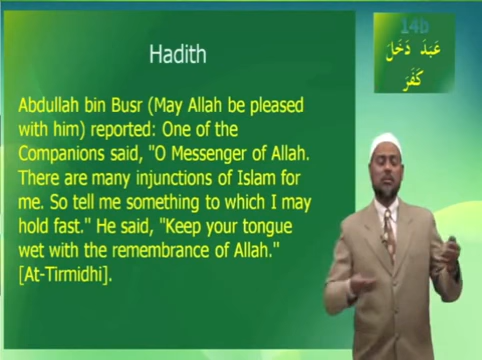 Hadith
14b
عَبَدَ دَخَلَ
كَفَرَ
Abdullah bin Busr (May Allah be pleased
with him) reported: One of the
Companions said, "O Messenger of Allah.
There are many injunctions of Islam for
me. So tell me something to which I may
hold fast." He said, "Keep your tongue
wet with the remembrance of Allah."
[At-Tirmidhi].